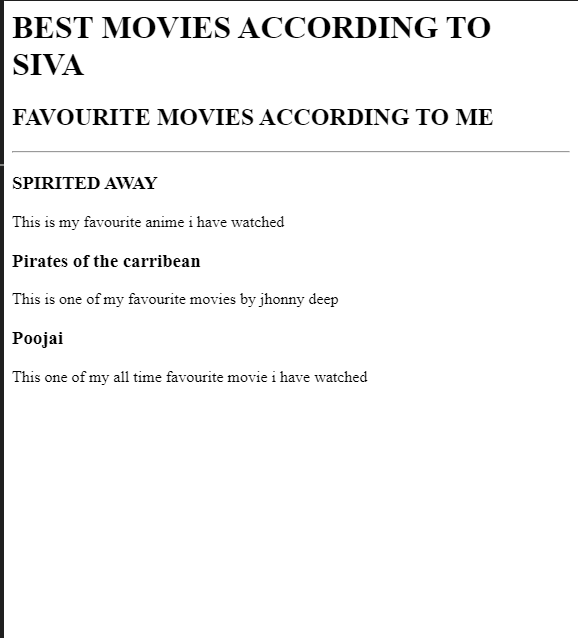 BEST MOVIES ACCORDING TO
SIVA
FAVOURITE MOVIES ACCORDING TO ME
SPIRITED AWAY
This is my favourite anime i have watched
Pirates of the carribean
This is one of my favourite movies by jhonny deep
Poojai
This one of my all time favourite movie i have watched